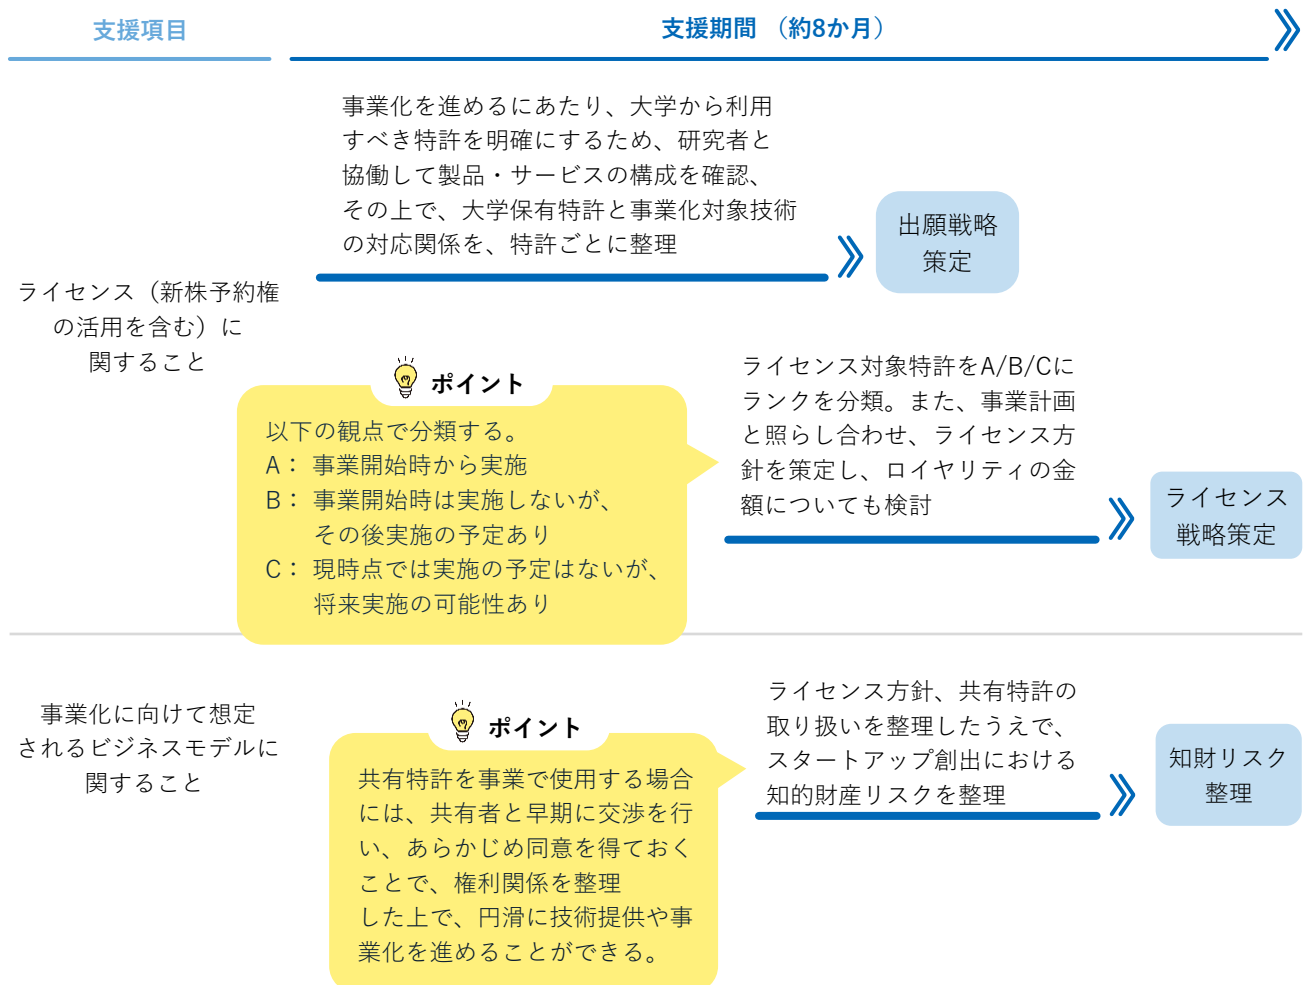 支援項目
支援期間 （約8か月）
事業化を進めるにあたり、大学から利用
すべき特許を明確にするため、研究者と
協働して製品・サービスの構成を確認、
その上で、大学保有特許と事業化対象技術
の対応関係を、特許ごとに整理
出願戦略
策定
ライセンス（新株予約権
の活用を含む）に
関すること
ポイント
以下の観点で分類する。
A： 事業開始時から実施
B： 事業開始時は実施しないが、
その後実施の予定あり
C： 現時点では実施の予定はないが、
将来実施の可能性あり
ライセンス対象特許をA/B/Cに
ランクを分類。また、事業計画
と照らし合わせ、ライセンス方
針を策定し、ロイヤリティの金
額についても検討
ライセンス
戦略策定
事業化に向けて想定
されるビジネスモデルに
関すること
ポイント
共有特許を事業で使用する場合
には、共有者と早期に交渉を行
い、あらかじめ同意を得ておく
ことで、権利関係を整理
した上で、円滑に技術提供や事
業化を進めることができる。
ライセンス方針、共有特許の
取り扱いを整理したうえで、
スタートアップ創出における
知的財産リスクを整理
知財リスク
整理